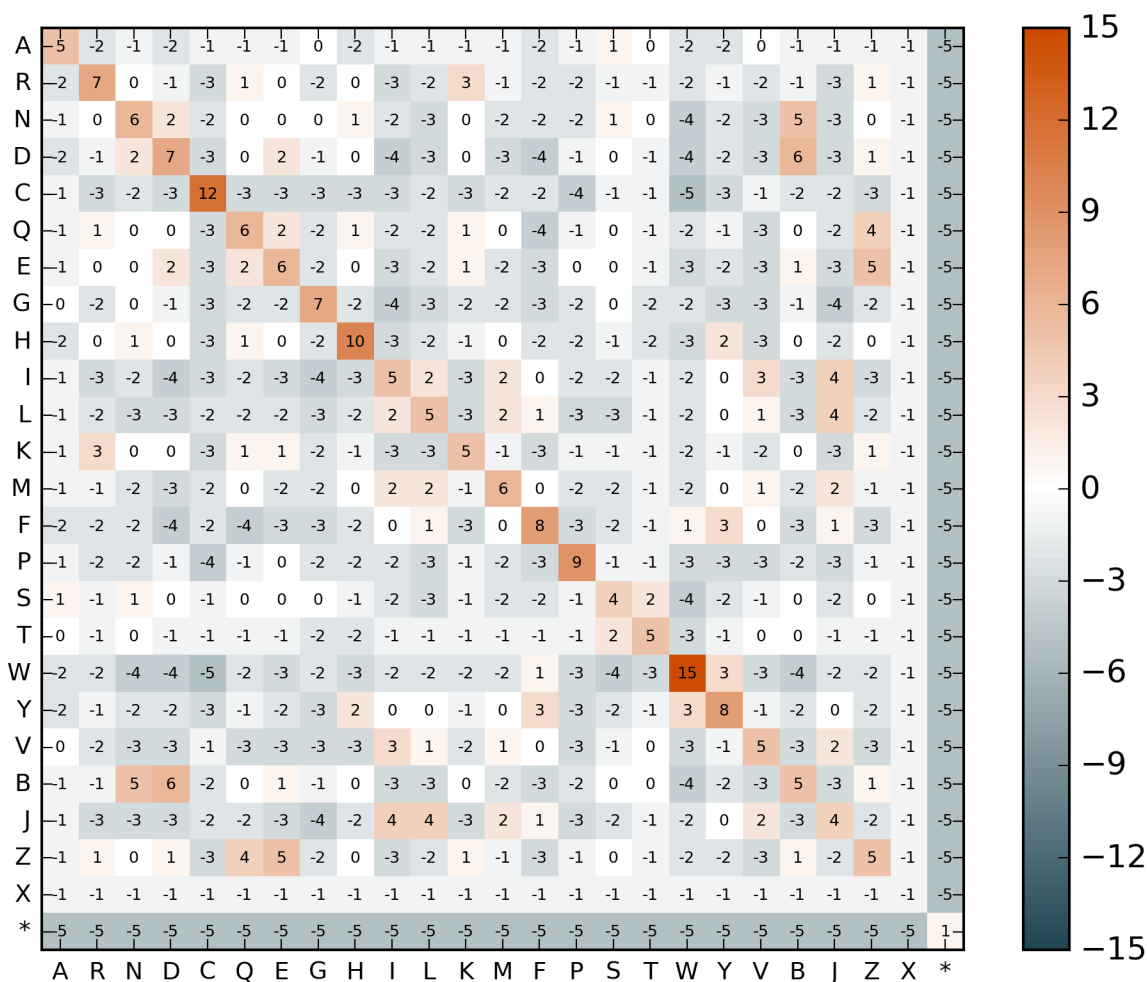 A 5 -2 -1 -2 -1 -1 -1 0 -2 -1 -1 -1 -1 -2 -1 1 0 -2 -2 0 -1 -1 -1 -1 -5
R -2 7 0 -1 -3 1 0 -2 0 -3 -2 3 -1 -2 -2 -1 -1 -2 -1 -2 -1 -3 1 -1 -5
N -1 0 6 2 -2 0 0 0 1 -2 -3 0 -2 -2 -2 1 0 -4 -2 -3 5 -3 0 -1 -5
D -2 -1 2 7 -3 0 2 -1 0 -4 -3 0 -3 -4 -1 0 -1 -4 -2 -3 6 -3 1 -1 -5
C -1 -3 -2 -3 12 -3 -3 -3 -3 -3 -2 -3 -2 -2 -4 -1 -1 -5 -3 -1 -2 -2 -3 -1 -5
Q -1 1 0 0 -3 6 2 -2 1 -2 -2 1 0 -4 -1 0 -1 -2 -1 -3 0 -2 4 -1 -5
E -1 0 0 2 -3 2 6 -2 0 -3 -2 1 -2 -3 0 0 -1 -3 -2 -3 1 -3 5 -1 -5
G 0 -2 0 -1 -3 -2 -2 7 -2 -4 -3 -2 -2 -3 -2 0 -2 -2 -3 -3 -1 -4 -2 -1 -5
H -2 0 1 0 -3 1 0 -2 10 -3 -2 -1 0 -2 -2 -1 -2 -3 2 -3 0 -2 0 -1 -5
I -1 -3 -2 -4 -3 -2 -3 -4 -3 5 2 -3 2 0 -2 -2 -1 -2 0 3 -3 4 -3 -1 -5
L -1 -2 -3 -3 -2 -2 -2 -3 -2 2 5 -3 2 1 -3 -3 -1 -2 0 1 -3 4 -2 -1 -5
K -1 3 0 0 -3 1 1 -2 -1 -3 -3 5 -1 -3 -1 -1 -1 -2 -1 -2 0 -3 1 -1 -5
M -1 -1 -2 -3 -2 0 -2 -2 0 2 2 -1 6 0 -2 -2 -1 -2 0 1 -2 2 -1 -1 -5
F -2 -2 -2 -4 -2 -4 -3 -3 -2 0 1 -3 0 8 -3 -2 -1 1 3 0 -3 1 -3 -1 -5
P -1 -2 -2 -1 -4 -1 0 -2 -2 -2 -3 -1 -2 -3 9 -1 -1 -3 -3 -3 -2 -3 -1 -1 -5
S 1 -1 1 0 -1 0 0 0 -1 -2 -3 -1 -2 -2 -1 4 2 -4 -2 -1 0 -2 0 -1 -5
T 0 -1 0 -1 -1 -1 -1 -2 -2 -1 -1 -1 -1 -1 -1 2 5 -3 -1 0 0 -1 -1 -1 -5
W -2 -2 -4 -4 -5 -2 -3 -2 -3 -2 -2 -2 -2 1 -3 -4 -3 15 3 -3 -4 -2 -2 -1 -5
Y -2 -1 -2 -2 -3 -1 -2 -3 2 0 0 -1 0 3 -3 -2 -1 3 8 -1 -2 0 -2 -1 -5
V 0 -2 -3 -3 -1 -3 -3 -3 -3 3 1 -2 1 0 -3 -1 0 -3 -1 5 -3 2 -3 -1 -5
B -1 -1 5 6 -2 0 1 -1 0 -3 -3 0 -2 -3 -2 0 0 -4 -2 -3 5 -3 1 -1 -5
J -1 -3 -3 -3 -2 -2 -3 -4 -2 4 4 -3 2 1 -3 -2 -1 -2 0 2 -3 4 -2 -1 -5
Z -1 1 0 1 -3 4 5 -2 0 -3 -2 1 -1 -3 -1 0 -1 -2 -2 -3 1 -2 5 -1 -5
X -1 -1 -1 -1 -1 -1 -1 -1 -1 -1 -1 -1 -1 -1 -1 -1 -1 -1 -1 -1 -1 -1 -1 -1 -5
* -5 -5 -5 -5 -5 -5 -5 -5 -5 -5 -5 -5 -5 -5 -5 -5 -5 -5 -5 -5 -5 -5 -5 -5 1
A R N D C Q E G H I L K M F P S T W Y V B J Z X *
15
12
9
6
3
0
−3
−6
−9
−12
−15